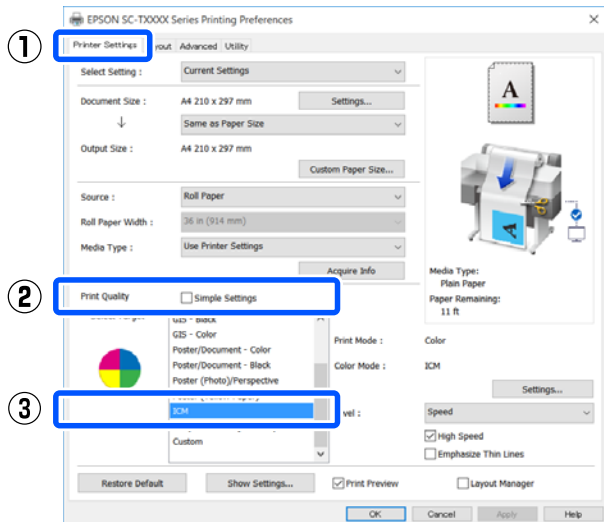 EPSON SC-TXXXX Series Printing Preferences
1
Printer Settings
yout
Advanced
Utility
Select Setting :
Current Settings
Document Size :
A4 210 x 297 mm
Settings...
Same as Paper Size
Output Size :
A4 210 x 297 mm
Custom Paper Size...
A
Source :
Roll Paper
Roll Paper Width :
36 in (914 mm)
Media Type :
Use Printer Settings
Acquire Info
A
Media Type:
Plain Paper
Paper Remaining:
11 ft
2
Print Quality
Simple Settings
GIS - Black
GIS - Color
Poster/Document - Color
Poster/Document - Black
Poster (Photo)/Perspective
3
ICM
Custom
Print Mode :
Color
Color Mode :
ICM
Settings...
vel :
Speed
High Speed
Emphasize Thin Lines
Restore Default
Show Settings...
Print Preview
Layout Manager
OK
Cancel
Apply
Help